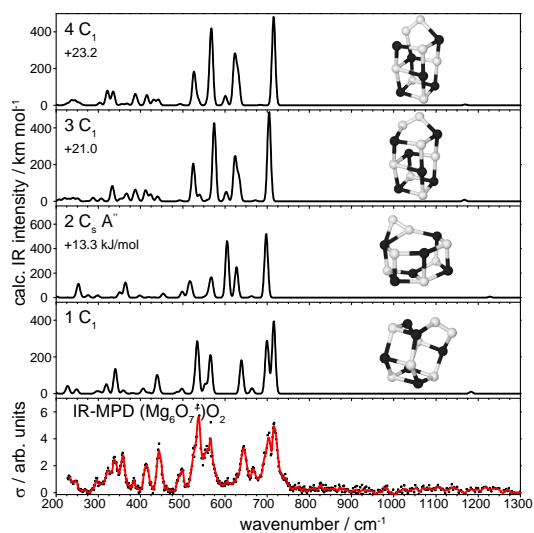 calc. IR intensity / km mol⁻¹
400
200
0
4 C₁
+23.2
400
200
0
3 C₁
+21.0
600
400
200
0
2 Cₛ A"
+13.3 kJ/mol
400
200
0
1 C₁
σ / arb. units
6
4
2
0
IR-MPD (Mg₆O₇⁺)O₂
200 300 400 500 600 700 800 900 1000 1100 1200 1300
wavenumber / cm⁻¹